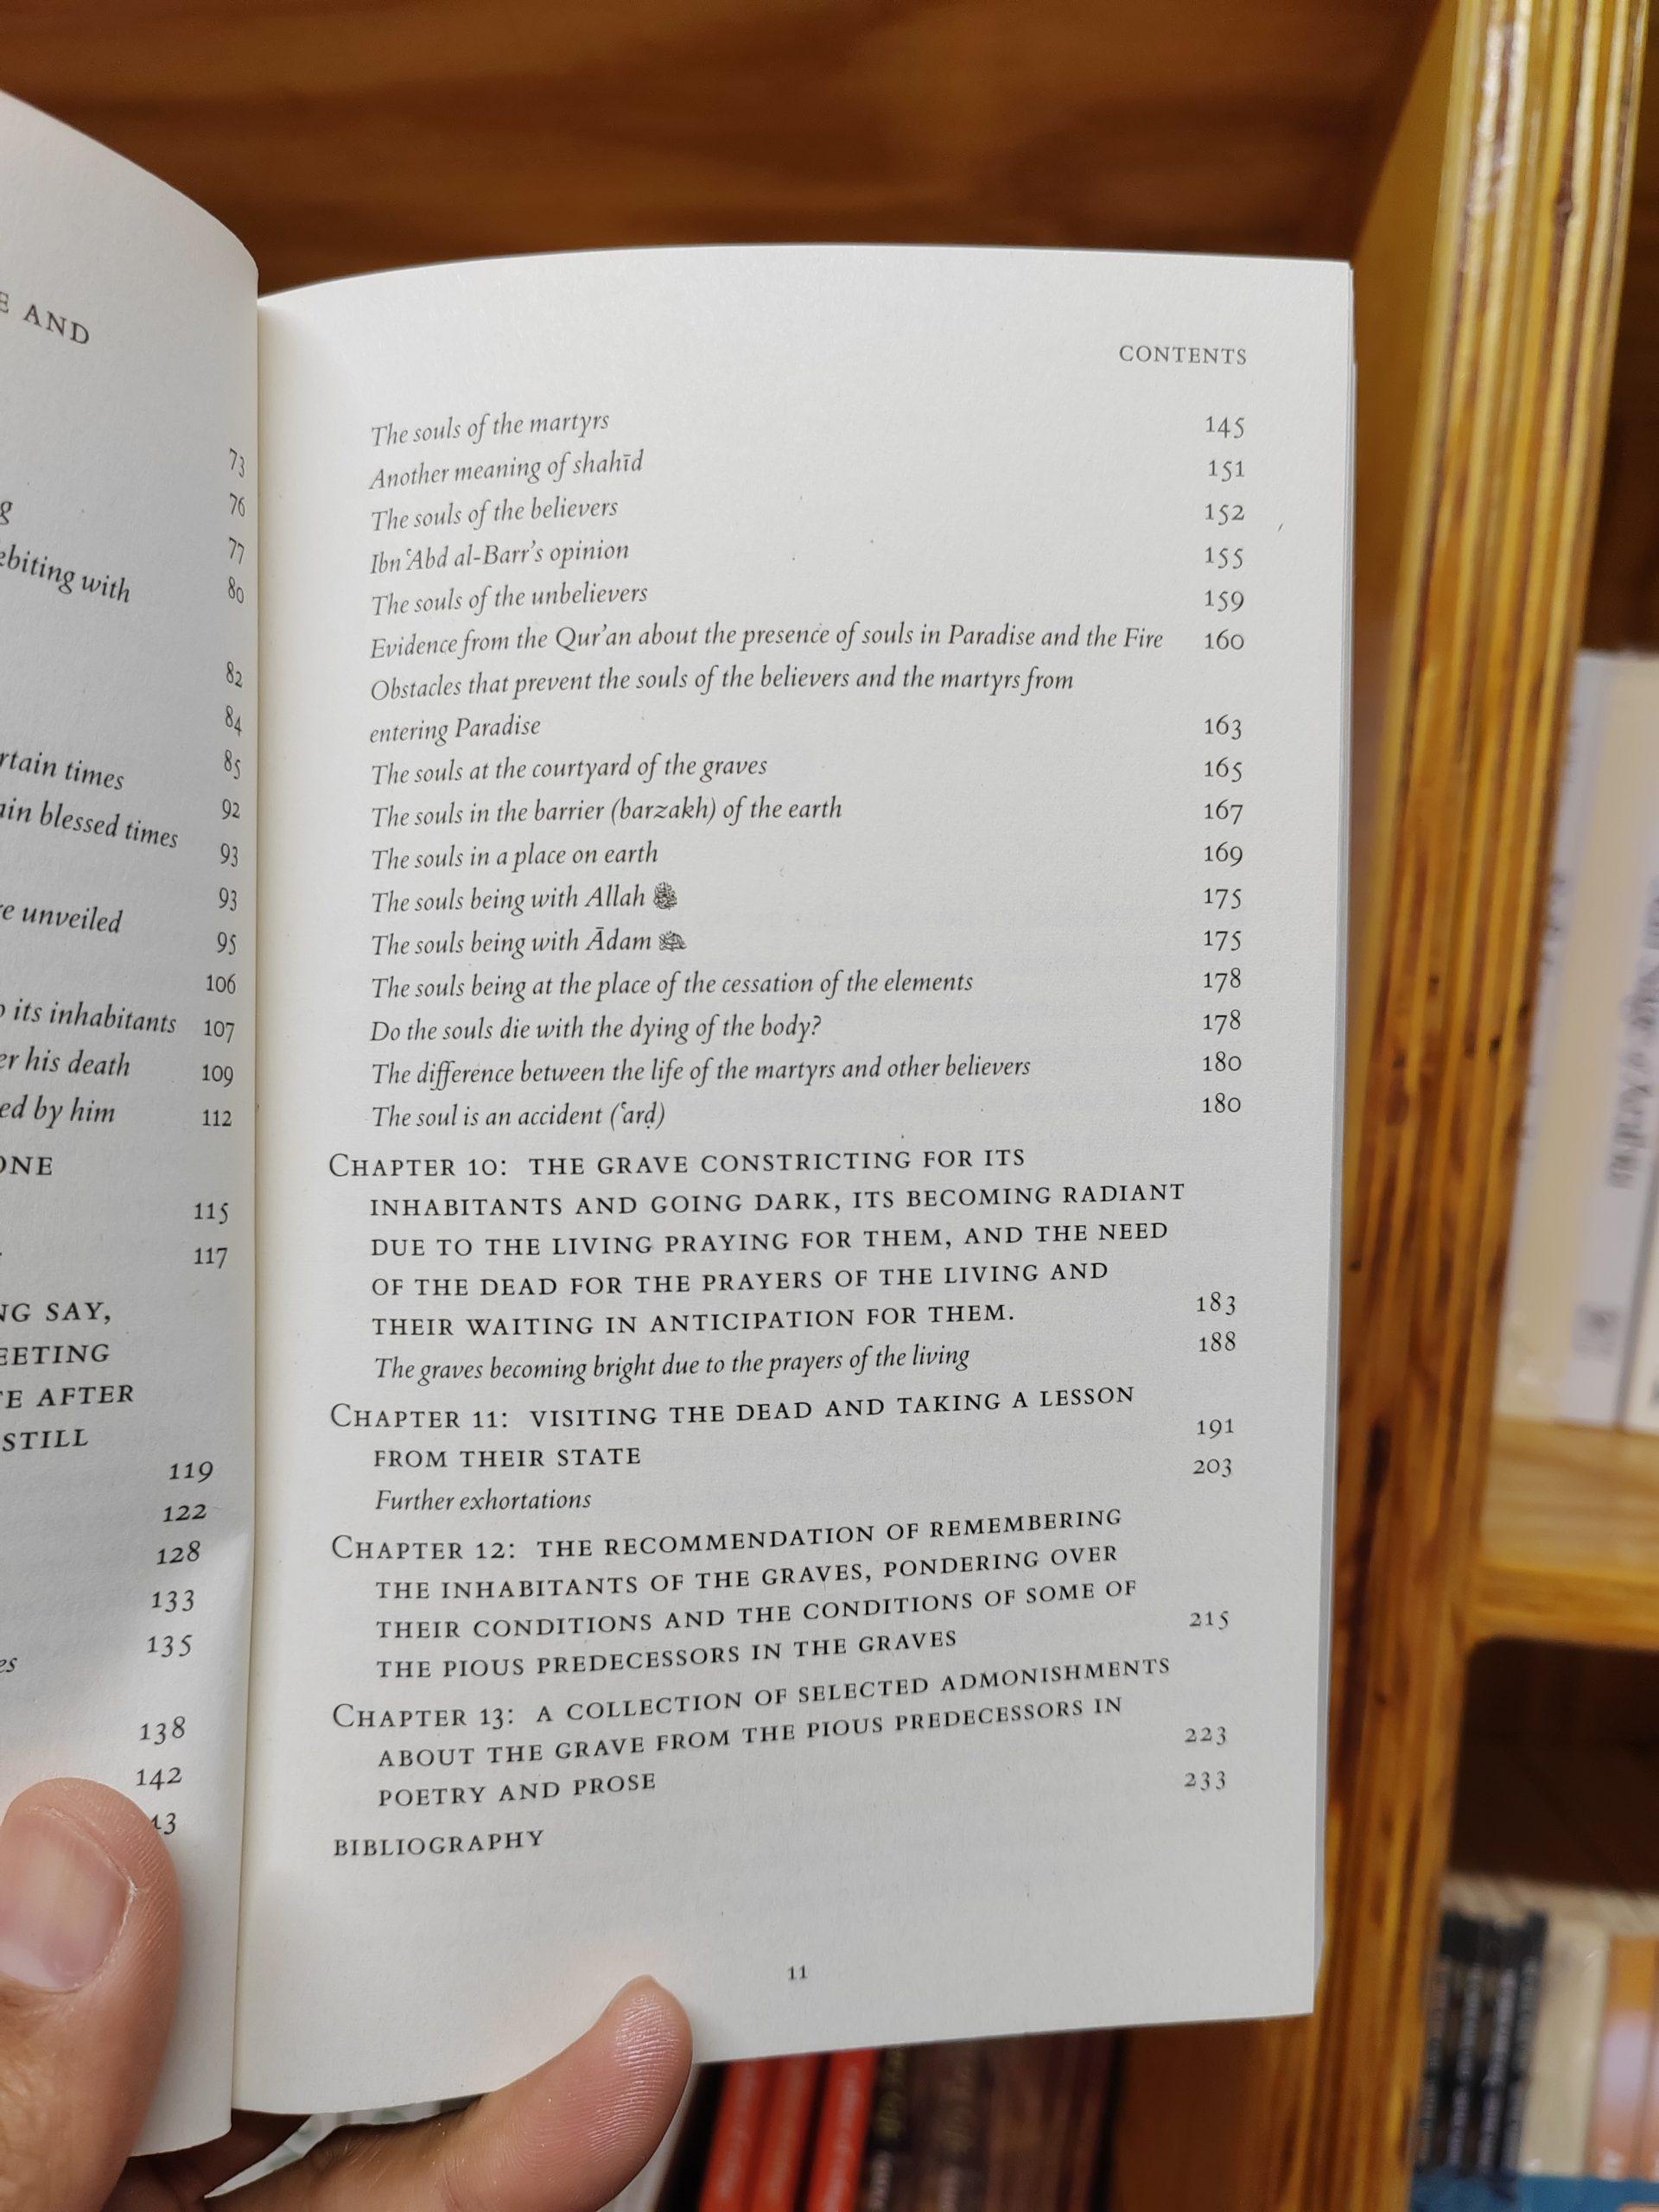 E AND
73
g 76
77
ebiting with 80
82
84
85
rtain times
92
ain blessed times
93
93
re unveiled
95
106
o its inhabitants 107
er his death 109
ed by him 112
ONE
115
117
NG SAY,
EETING
TE AFTER
STILL
119
122
128
133
135
es
138
142
43
CONTENTS
The souls of the martyrs 145
Another meaning of shahīd 151
The souls of the believers 152
Ibn ʿAbd al-Barr's opinion 155
The souls of the unbelievers 159
Evidence from the Qur'an about the presence of souls in Paradise and the Fire 160
Obstacles that prevent the souls of the believers and the martyrs from
entering Paradise 163
The souls at the courtyard of the graves 165
The souls in the barrier (barzakh) of the earth 167
The souls in a place on earth 169
The souls being with Allah 175
The souls being with Ādam 175
The souls being at the place of the cessation of the elements 178
Do the souls die with the dying of the body? 178
The difference between the life of the martyrs and other believers 180
The soul is an accident (ʿarḍ) 180
CHAPTER 10: THE GRAVE CONSTRICTING FOR ITS
INHABITANTS AND GOING DARK, ITS BECOMING RADIANT
DUE TO THE LIVING PRAYING FOR THEM, AND THE NEED
OF THE DEAD FOR THE PRAYERS OF THE LIVING AND
THEIR WAITING IN ANTICIPATION FOR THEM. 183
The graves becoming bright due to the prayers of the living 188
CHAPTER 11: VISITING THE DEAD AND TAKING A LESSON
FROM THEIR STATE 191
Further exhortations 203
CHAPTER 12: THE RECOMMENDATION OF REMEMBERING
THE INHABITANTS OF THE GRAVES, PONDERING OVER
THEIR CONDITIONS AND THE CONDITIONS OF SOME OF
THE PIOUS PREDECESSORS IN THE GRAVES 215
CHAPTER 13: A COLLECTION OF SELECTED ADMONISHMENTS
ABOUT THE GRAVE FROM THE PIOUS PREDECESSORS IN
POETRY AND PROSE 223
BIBLIOGRAPHY 233
11